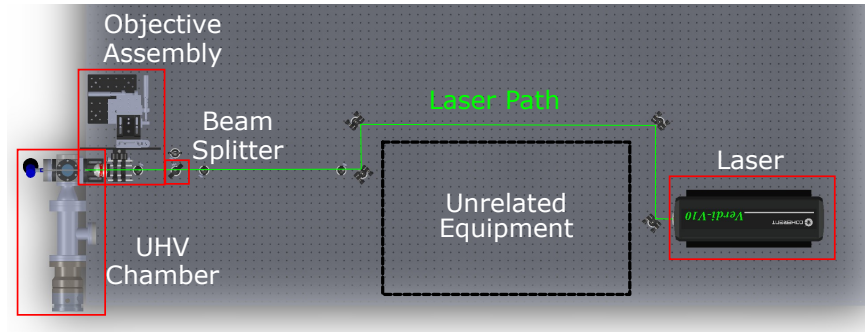 Objective
Assembly
Laser Path
Beam
Splitter
Laser
Unrelated
Equipment
Verdi-V10
COHERENT
UHV
Chamber